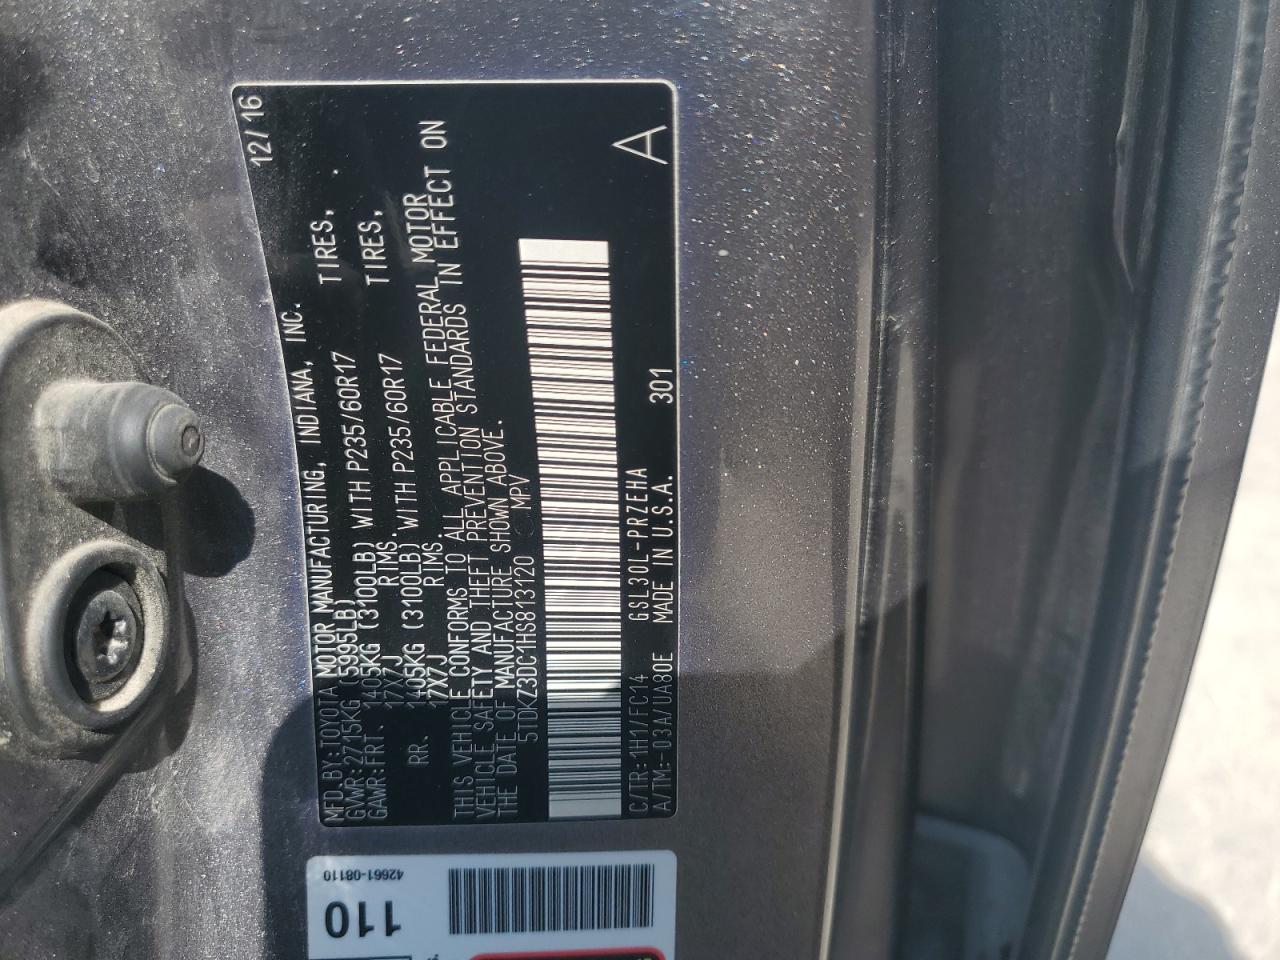 MFD.BY:TOYOTA MOTOR MANUFACTURING, INDIANA, INC. 12/16
GVWR:2715KG (5995LB)
GAWR:FRT. 1405KG (3100LB) WITH P235/60R17 TIRES,
17X7J RIMS.
RR. 1405KG (3100LB) WITH P235/60R17 TIRES,
17X7J RIMS.
THIS VEHICLE CONFORMS TO ALL APPLICABLE FEDERAL MOTOR
VEHICLE SAFETY AND THEFT PREVENTION STANDARDS IN EFFECT ON
THE DATE OF MANUFACTURE SHOWN ABOVE.
5TDKZ3DC1HS813120 MPV
C/TR:1H1/FC14 GSL30L-PRZEHA
A/TM:-03A/UA80E MADE IN U.S.A. 301
A
42661-08110
110